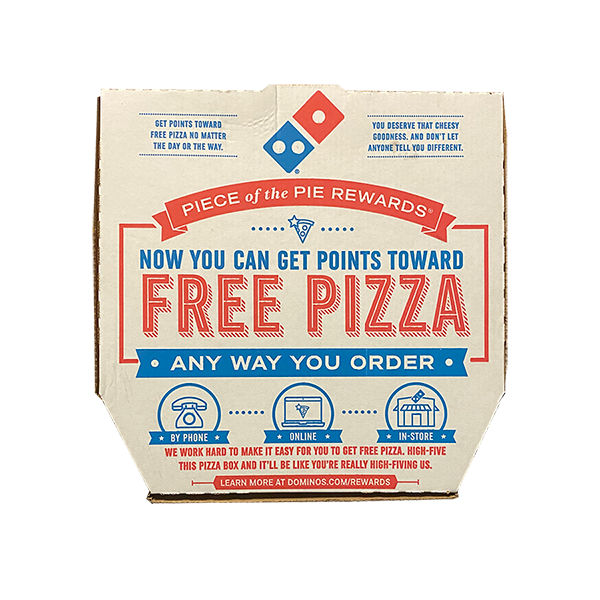 GET POINTS TOWARD
FREE PIZZA NO MATTER
THE DAY OR THE WAY.
YOU DESERVE THAT CHEESY
GOODNESS. AND DON'T LET
ANYONE TELL YOU DIFFERENT.
PIECE of the PIE REWARDS®
NOW YOU CAN GET POINTS TOWARD
FREE PIZZA
ANY WAY YOU ORDER
BY PHONE
ONLINE
IN-STORE
WE WORK HARD TO MAKE IT EASY FOR YOU TO GET FREE PIZZA. HIGH-FIVE
THIS PIZZA BOX AND IT'LL BE LIKE YOU'RE REALLY HIGH-FIVING US.
LEARN MORE AT DOMINOS.COM/REWARDS